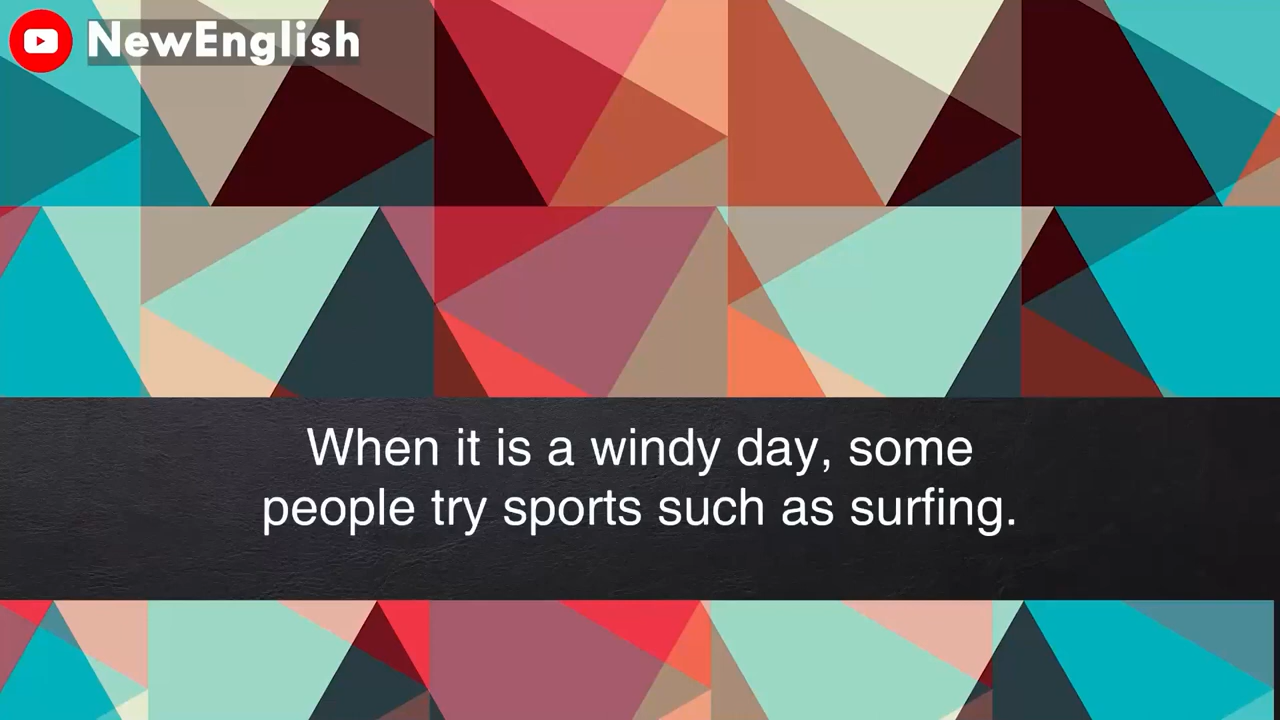 NewEnglish
When it is a windy day, some
people try sports such as surfing.